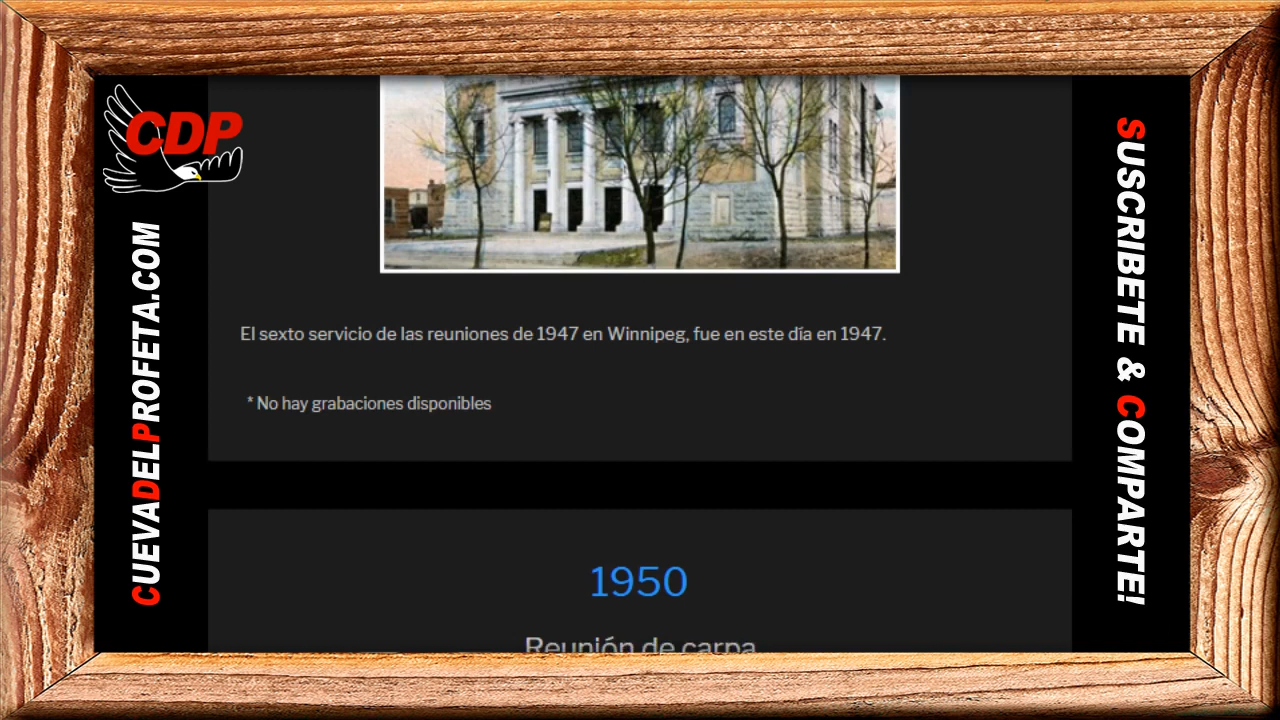 CDP
CUEVADELPROFETA.COM
El sexto servicio de las reuniones de 1947 en Winnipeg, fue en este día en 1947.
* No hay grabaciones disponibles
1950
Reunión de carpa
SUSCRIBETE & COMPARTE!